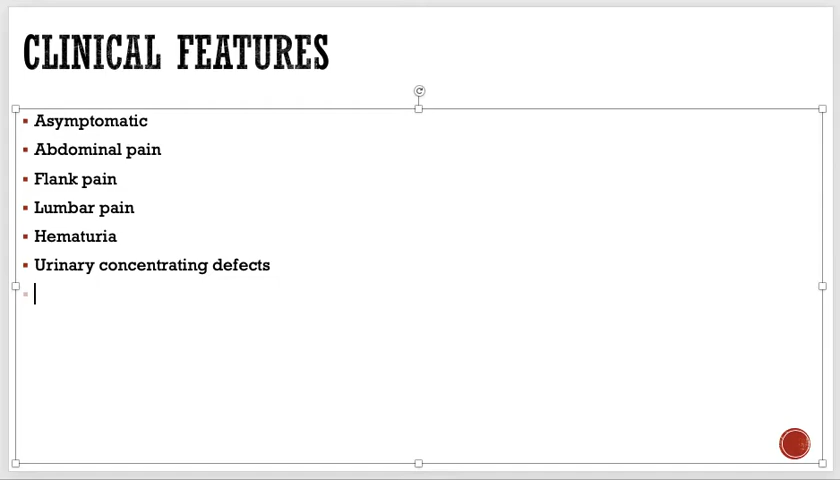 CLINICAL FEATURES
Asymptomatic
Abdominal pain
Flank pain
Lumbar pain
Hematuria
Urinary concentrating defects